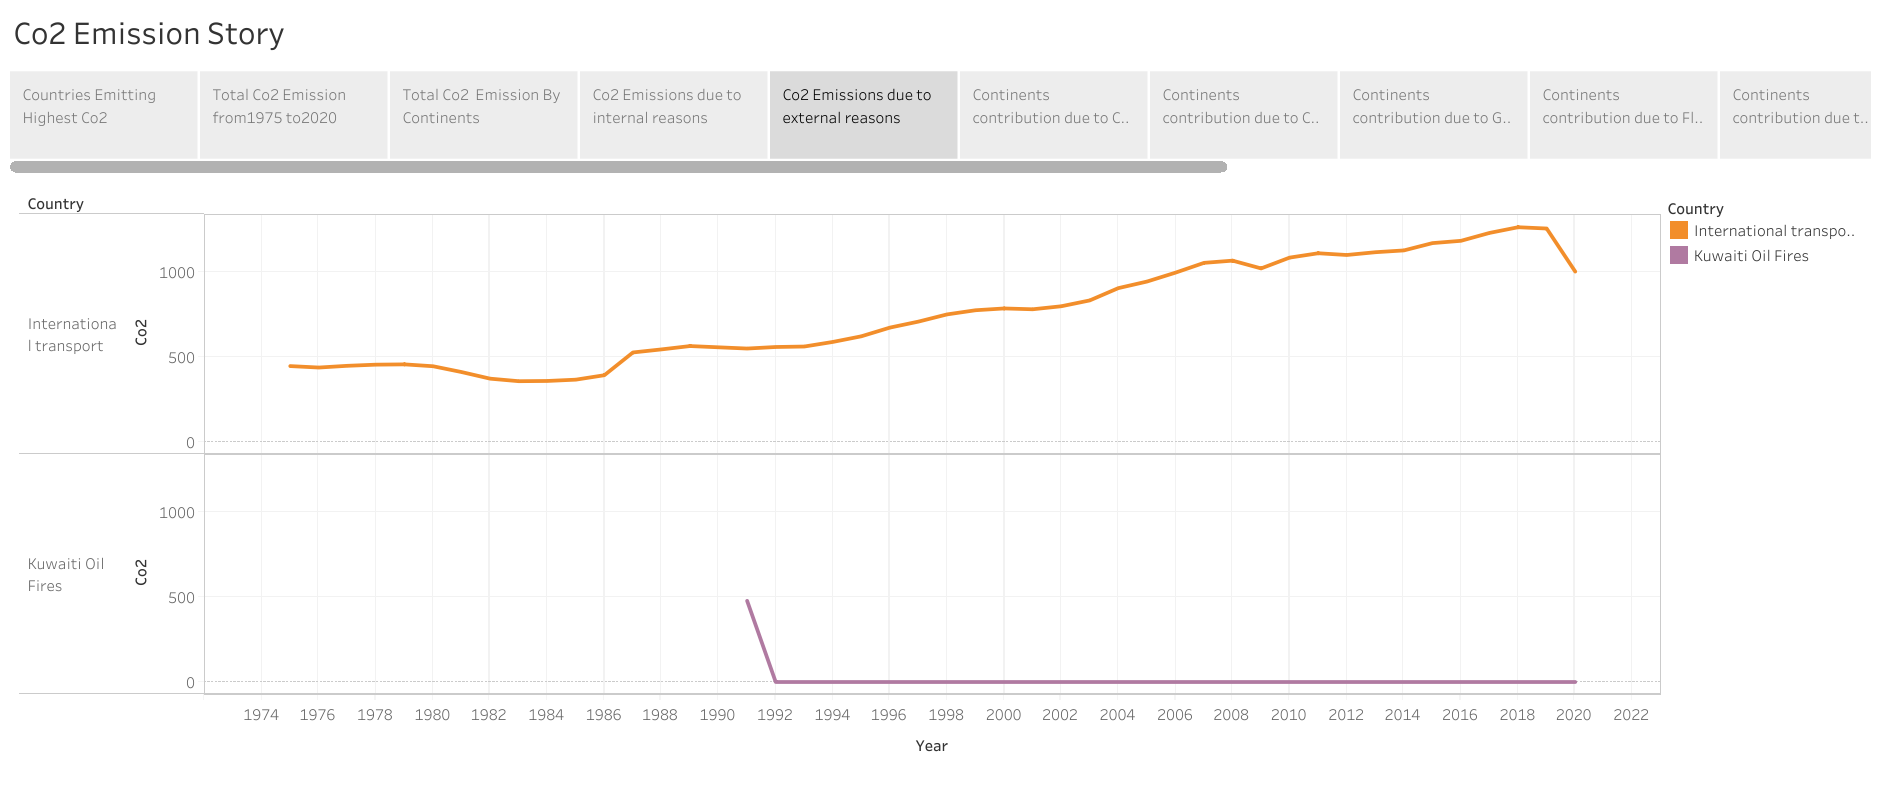 Co2 Emission Story
Countries Emitting
Highest Co2
Total Co2 Emission
from1975 to2020
Total Co2  Emission By
Continents
Co2 Emissions due to
internal reasons
Co2 Emissions due to
external reasons
Continents
contribution due to C..
Continents
contribution due to C..
Continents
contribution due to G..
Continents
contribution due to Fl..
Continents
contribution due t..
Country
Internationa
l transport
Co2
1000
500
0
Kuwaiti Oil
Fires
Co2
1000
500
0
1974 1976 1978 1980 1982 1984 1986 1988 1990 1992 1994 1996 1998 2000 2002 2004 2006 2008 2010 2012 2014 2016 2018 2020 2022
Year
Country
International transpo..
Kuwaiti Oil Fires